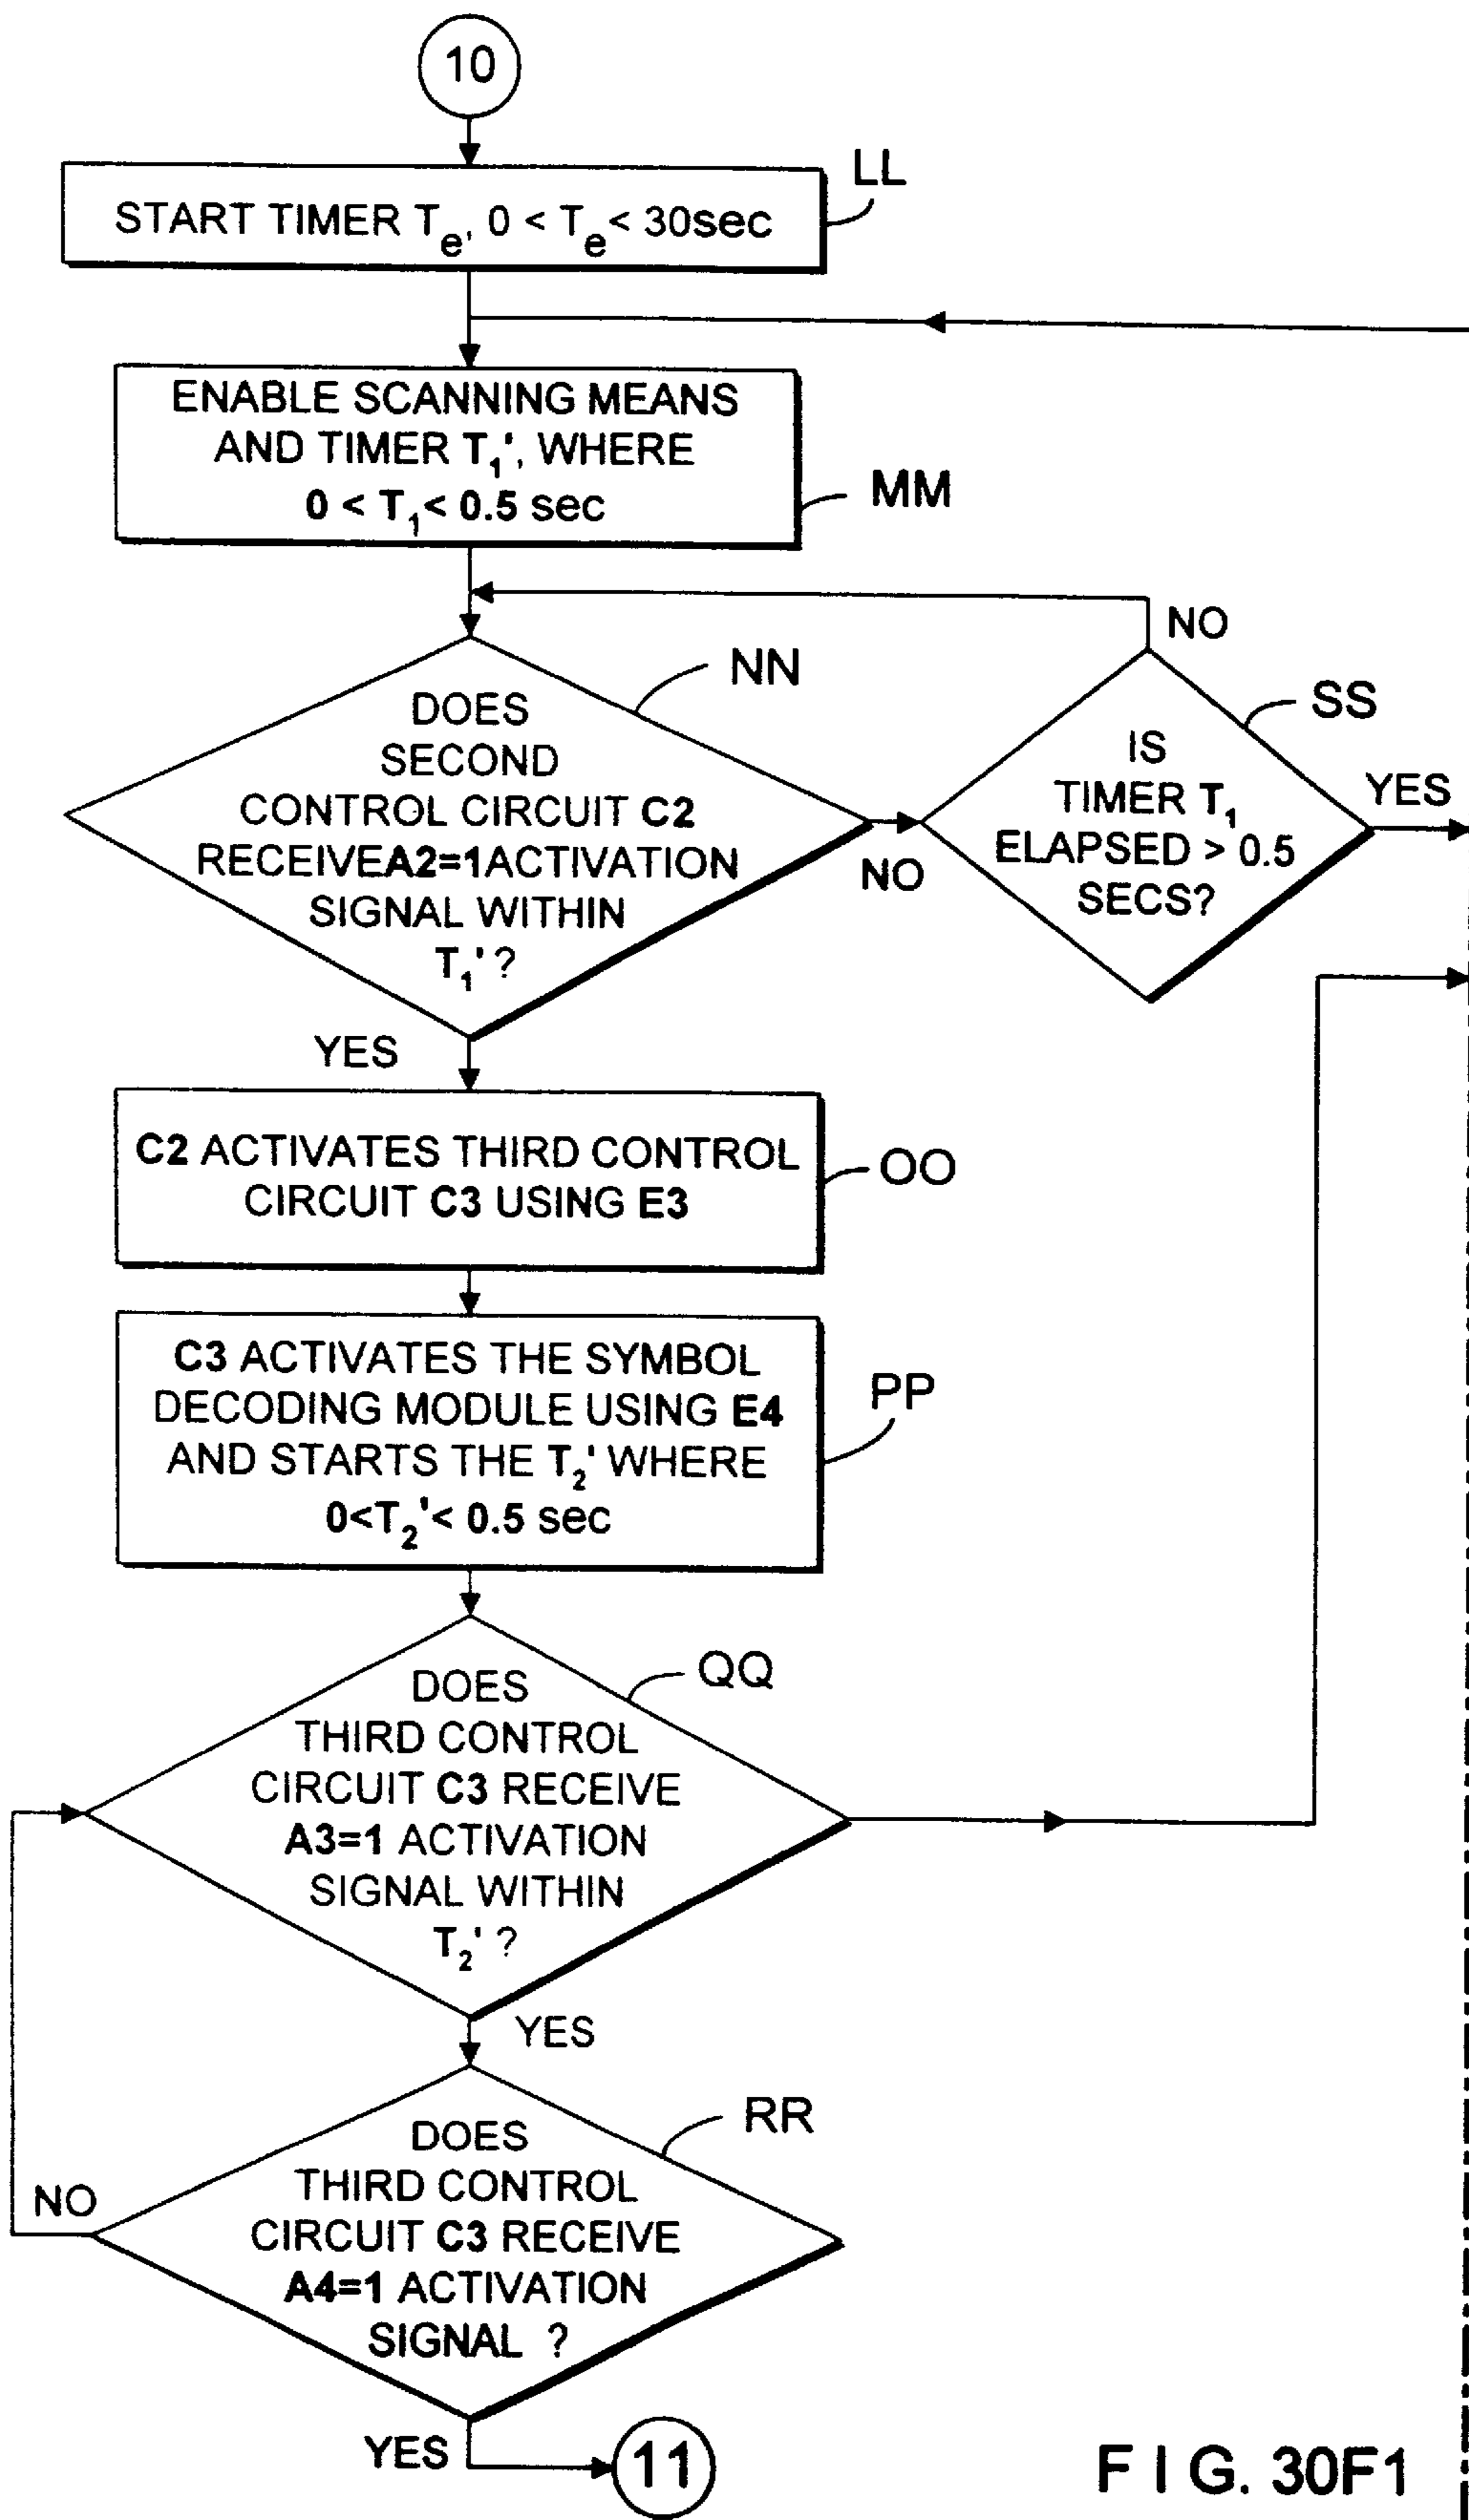 10
LL
START TIMER Te, 0 < Te < 30sec
ENABLE SCANNING MEANS
AND TIMER T1', WHERE
0 < T1 < 0.5 sec
MM
NN
DOES
SECOND
CONTROL CIRCUIT C2
RECEIVEA2=1ACTIVATION
SIGNAL WITHIN
T1' ?
NO
NO
SS
IS
TIMER T1
ELAPSED > 0.5
SECS?
YES
YES
C2 ACTIVATES THIRD CONTROL
CIRCUIT C3 USING E3
OO
C3 ACTIVATES THE SYMBOL
DECODING MODULE USING E4
AND STARTS THE T2' WHERE
0<T2'< 0.5 sec
PP
QQ
DOES
THIRD CONTROL
CIRCUIT C3 RECEIVE
A3=1 ACTIVATION
SIGNAL WITHIN
T2' ?
YES
RR
DOES
THIRD CONTROL
CIRCUIT C3 RECEIVE
A4=1 ACTIVATION
SIGNAL ?
NO
YES
11
FIG. 30F1